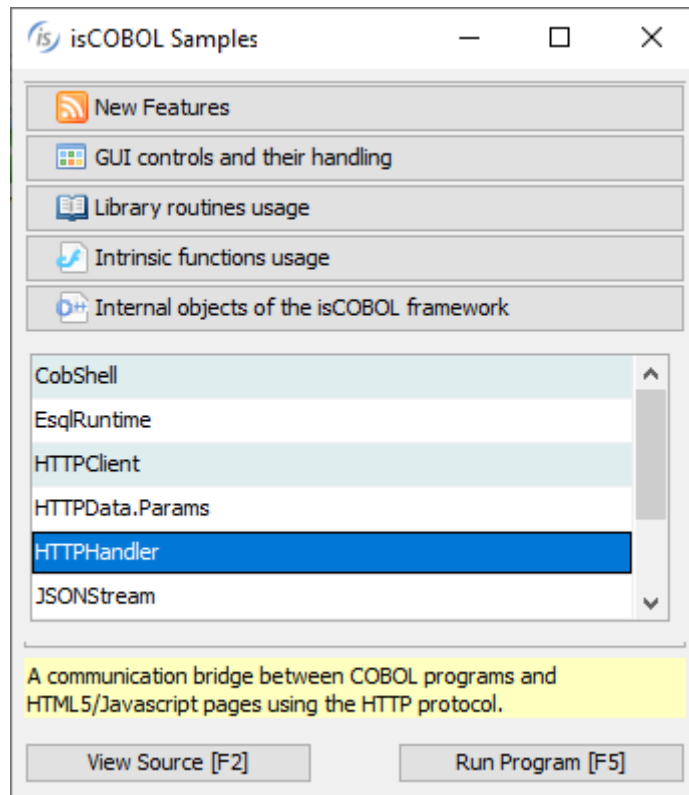 isCOBOL Samples
New Features
GUI controls and their handling
Library routines usage
Intrinsic functions usage
Internal objects of the isCOBOL framework
CobShell
EsqlRuntime
HTTPClient
HTTPData.Params
HTTPHandler
JSONStream
A communication bridge between COBOL programs and
HTML5/Javascript pages using the HTTP protocol.
View Source [F2] Run Program [F5]